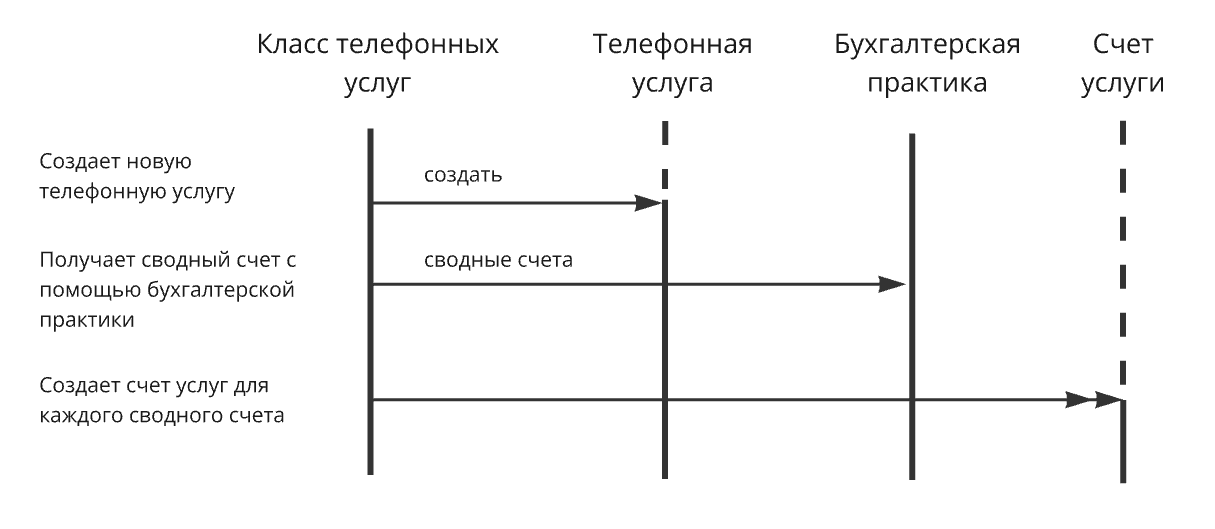 Класс телефонных
услуг
Телефонная
услуга
Бухгалтерская
практика
Счет
услуги
Создает новую
телефонную услугу
создать
Получает сводный счет с
помощью бухгалтерской
практики
сводные счета
Создает счет услуг для
каждого сводного счета